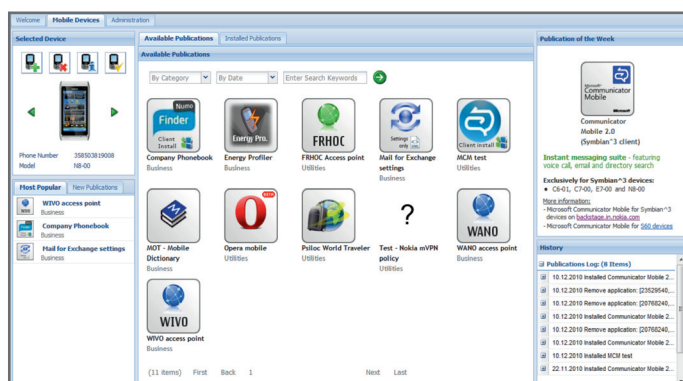 Welcome
Mobile Devices
Administration
Selected Device
Phone Number 358503819008
Model N8-00
Most Popular
New Publications
WIVO
WIVO access point
Business
Company Phonebook
Business
Mail for Exchange settings
Business
Available Publications
Installed Publications
Available Publications
By Category
By Date
Enter Search Keywords
Nuno
Finder
Client
Install
Company Phonebook
Business
Energy Pro.
Energy Profiler
Business
FRHOC
FRHOC Access point
Utilities
Settings
only
Mail for Exchange
settings
Business
Client install
MCM test
Utilities
MOT - Mobile
Dictionary
Business
BETA
Opera mobile
Utilities
Psiloc World Traveler
Utilities
?
Test - Nokia mVPN
policy
Utilities
WANO
WANO access point
Business
WIVO
WIVO access point
Business
(11 items) First Back 1 Next Last
Publication of the Week
Microsoft
Communicator
Mobile
Microsoft
Communicator
Mobile 2.0
(Symbian^3 client)
Instant messaging suite - featuring
voice call, email and directory search
Exclusively for Symbian^3 devices:
♦ C6-01, C7-00, E7-00 and N8-00
More information:
- Microsoft Communicator Mobile for Symbian^3
devices on backstage.in.nokia.com
- Microsoft Communicator Mobile for S60 devices
History
Publications Log: (8 Items)
10.12.2010 Installed Communicator Mobile 2...
10.12.2010 Remove application: [23529540,...
10.12.2010 Remove application: [20768240,...
10.12.2010 Installed Communicator Mobile 2...
10.12.2010 Remove application: [20768240,...
10.12.2010 Installed Communicator Mobile 2...
10.12.2010 Installed MCM test
22.11.2010 Installed Communicator Mobile 2...